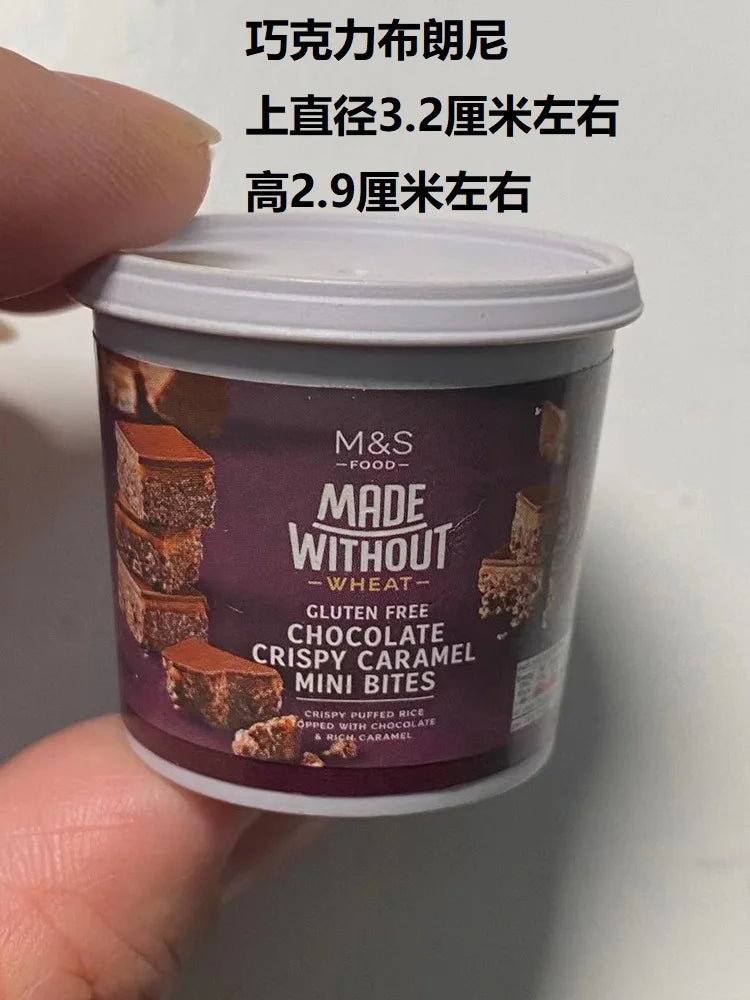 巧克力布朗尼
上直径3.2厘米左右
高2.9厘米左右
M&S
FOOD
MADE
WITHOUT
WHEAT
GLUTEN FREE
CHOCOLATE
CRISPY CARAMEL
MINI BITES
CRISPY PUFFED RICE
OPPED WITH CHOCOLATE
& RICH CARAMEL